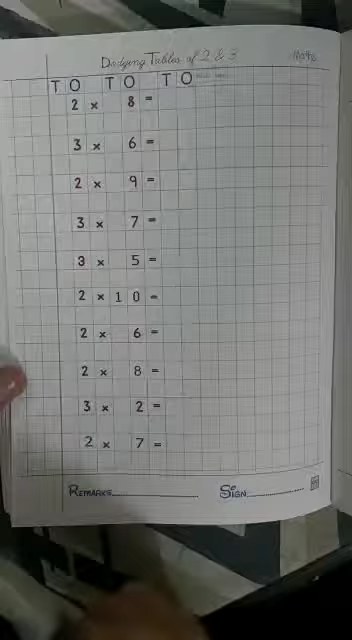 Dodging Tables of 2 & 3
Maths
T O T O T O
2 × 8 =
3 × 6 =
2 × 9 =
3 × 7 =
3 × 5 =
2 × 1 0 =
2 × 6 =
2 × 8 =
3 × 2 =
2 × 7 =
REMARKS
SIGN